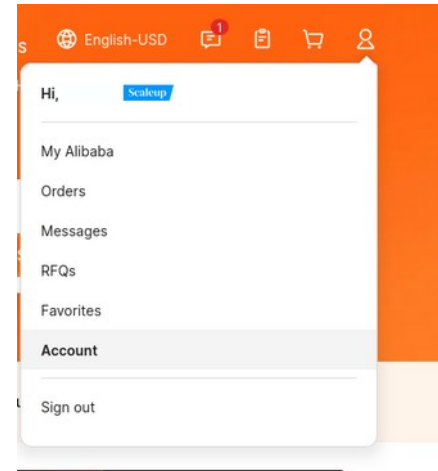 English-USD
1
Hi,
Scaleup
My Alibaba
Orders
Messages
RFQs
Favorites
Account
Sign out